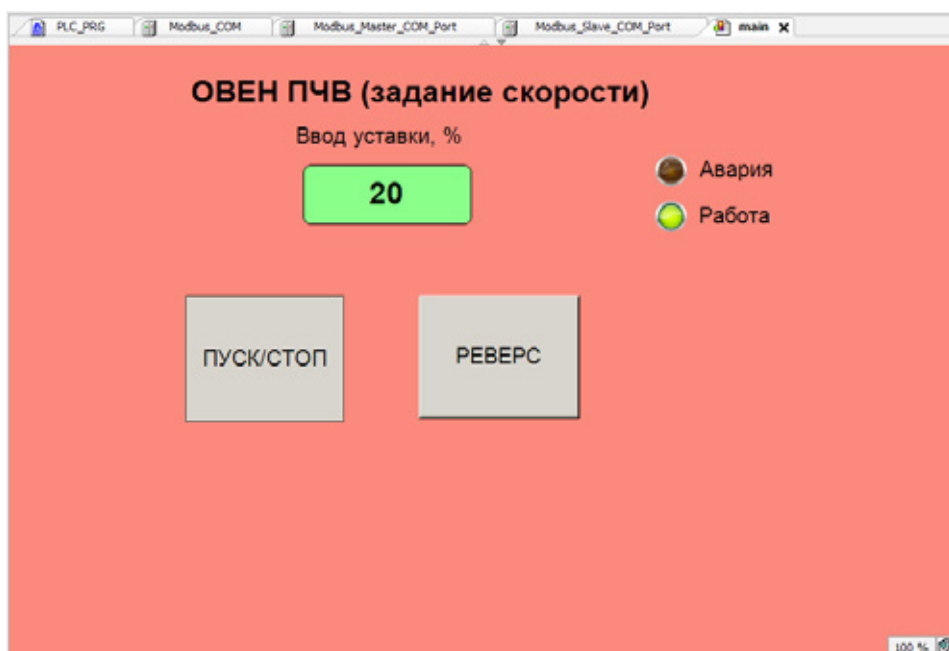 PLC_PRG Modbus_COM Modbus_Master_COM_Port Modbus_Slave_COM_Port main X
ОВЕН ПЧВ (задание скорости)
Ввод уставки, %
20
Авария
Работа
ПУСК/СТОП
РЕВЕРС
100 %